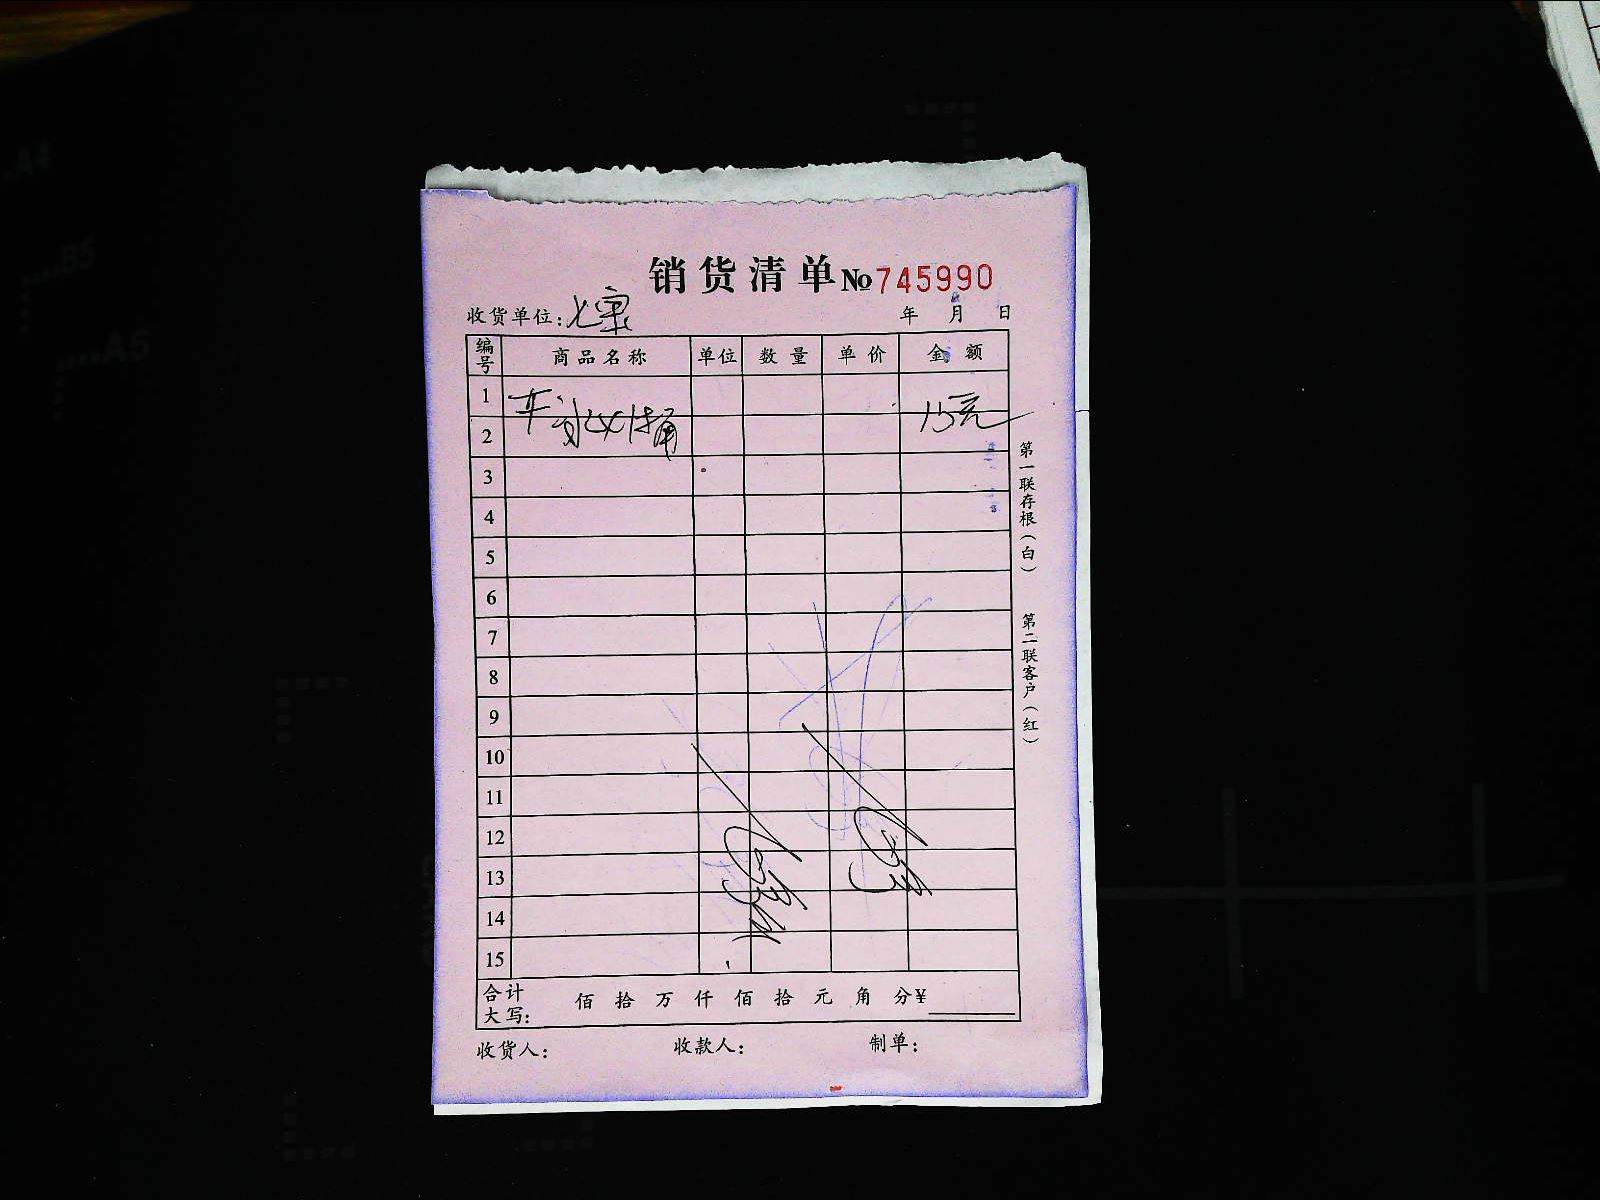 销货清单 №745990
收货单位:
年 月 日
编号 商品名称 单位 数量 单价 金额
1
15元
2
3
4
5
6
7
8
9
10
11
12
13
14
15
合计
大写: 佰 拾 万 仟 佰 拾 元 角 分¥
收货人: 收款人: 制单:
第一联存根(白)
第二联客户(红)
A4
B5
A5